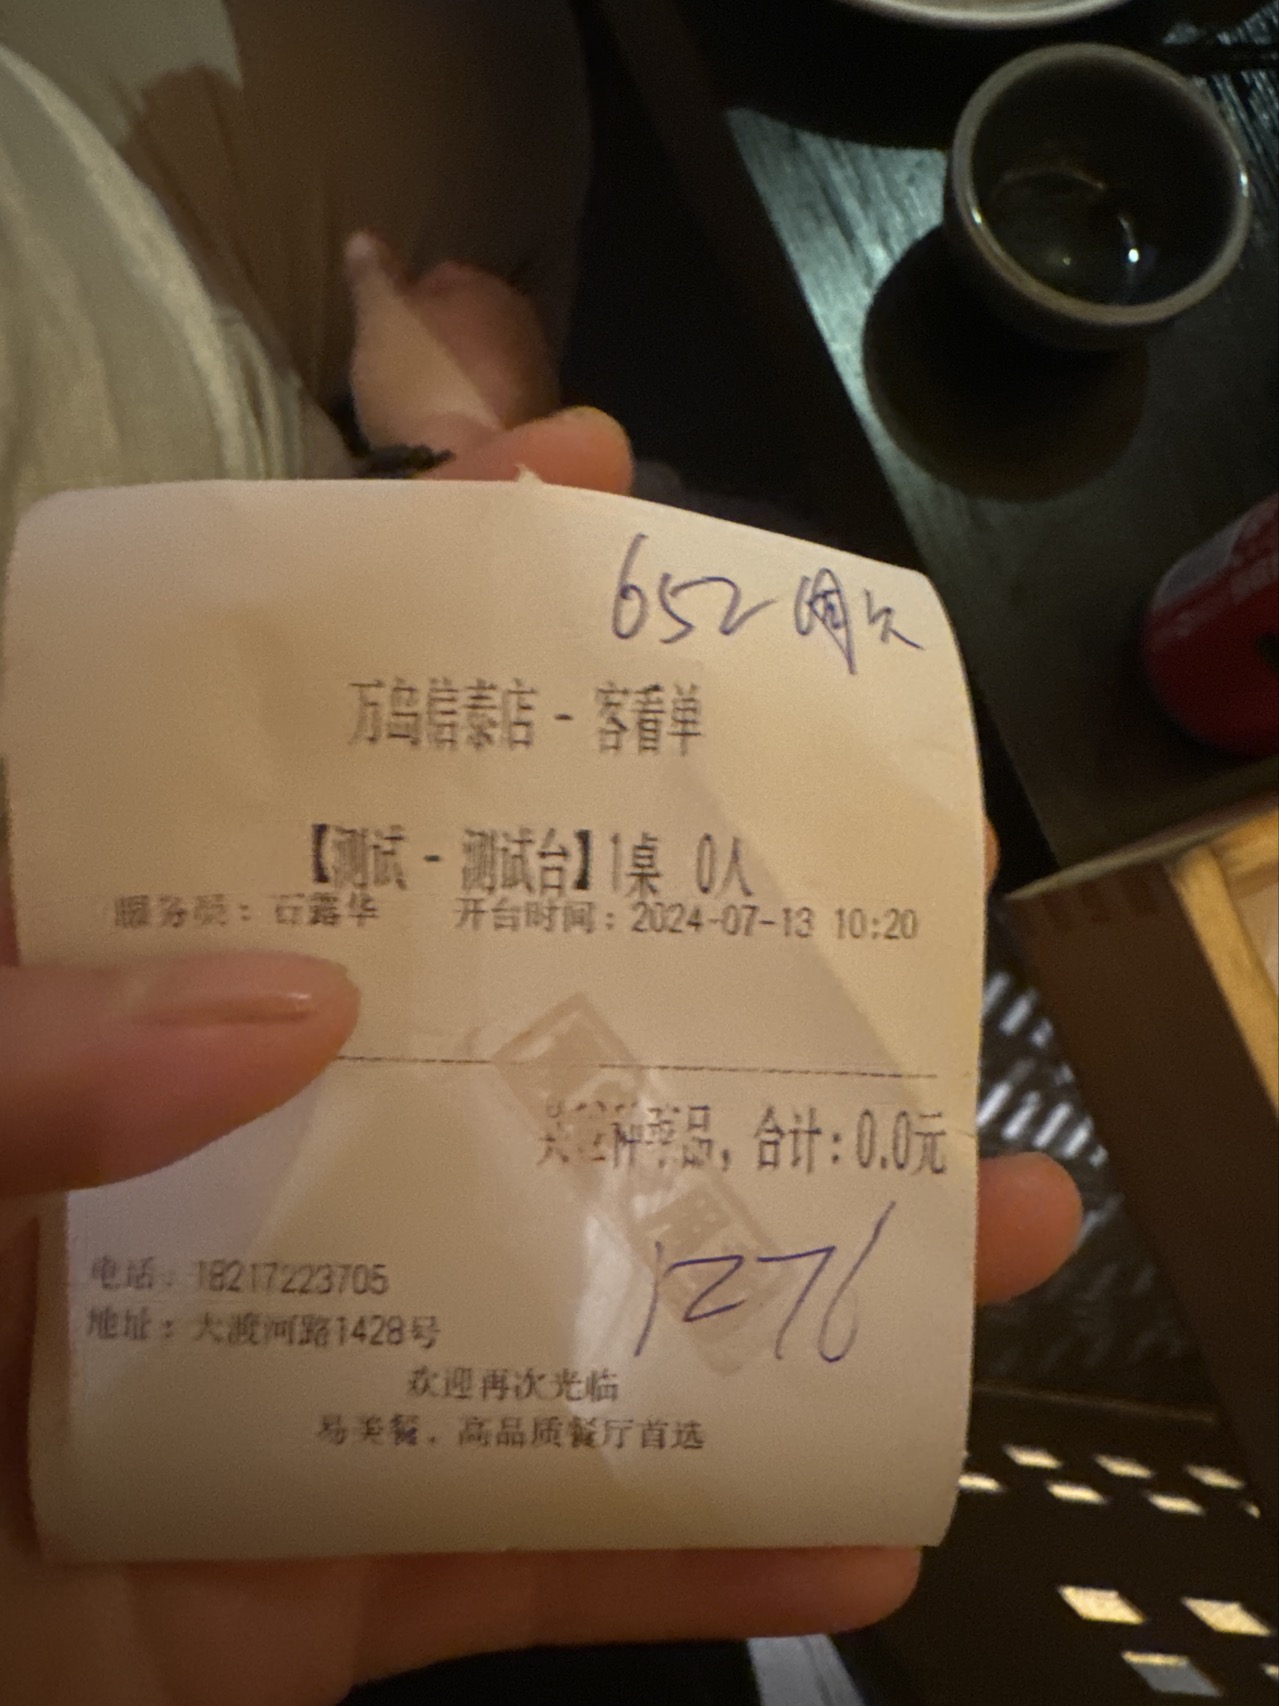 652
万岛信泰店 - 客看单
【测试 - 测试台】1桌 0人
服务员: 石露华 开台时间: 2024-07-13 10:20
种菜品, 合计: 0.0元
1276
电话: 18217223705
地址: 大渡河路1428号
欢迎再次光临
易美餐, 高品质餐厅首选